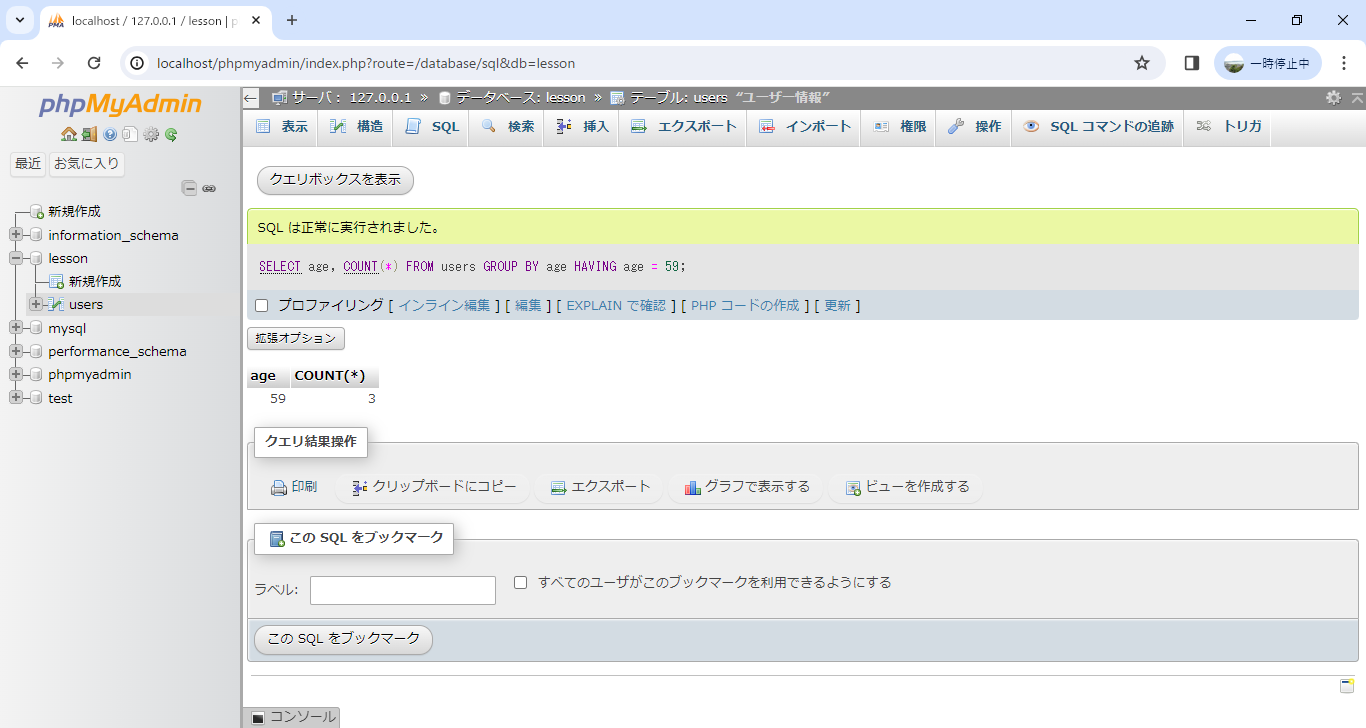 localhost / 127.0.0.1 / lesson | p
localhost/phpmyadmin/index.php?route=/database/sql&db=lesson
一時停止中
phpMyAdmin
最近 お気に入り
新規作成
information_schema
lesson
新規作成
users
mysql
performance_schema
phpmyadmin
test
サーバ: 127.0.0.1 » データベース: lesson » テーブル: users “ユーザー情報”
表示 構造 SQL 検索 挿入 エクスポート インポート 権限 操作 SQL コマンドの追跡 トリガ
クエリボックスを表示
SQL は正常に実行されました。
SELECT age, COUNT(*) FROM users GROUP BY age HAVING age = 59;
プロファイリング [ インライン編集 ] [ 編集 ] [ EXPLAIN で確認 ] [ PHP コードの作成 ] [ 更新 ]
拡張オプション
age COUNT(*)
59 3
クエリ結果操作
印刷 クリップボードにコピー エクスポート グラフで表示する ビューを作成する
この SQL をブックマーク
ラベル: すべてのユーザがこのブックマークを利用できるようにする
この SQL をブックマーク
コンソール